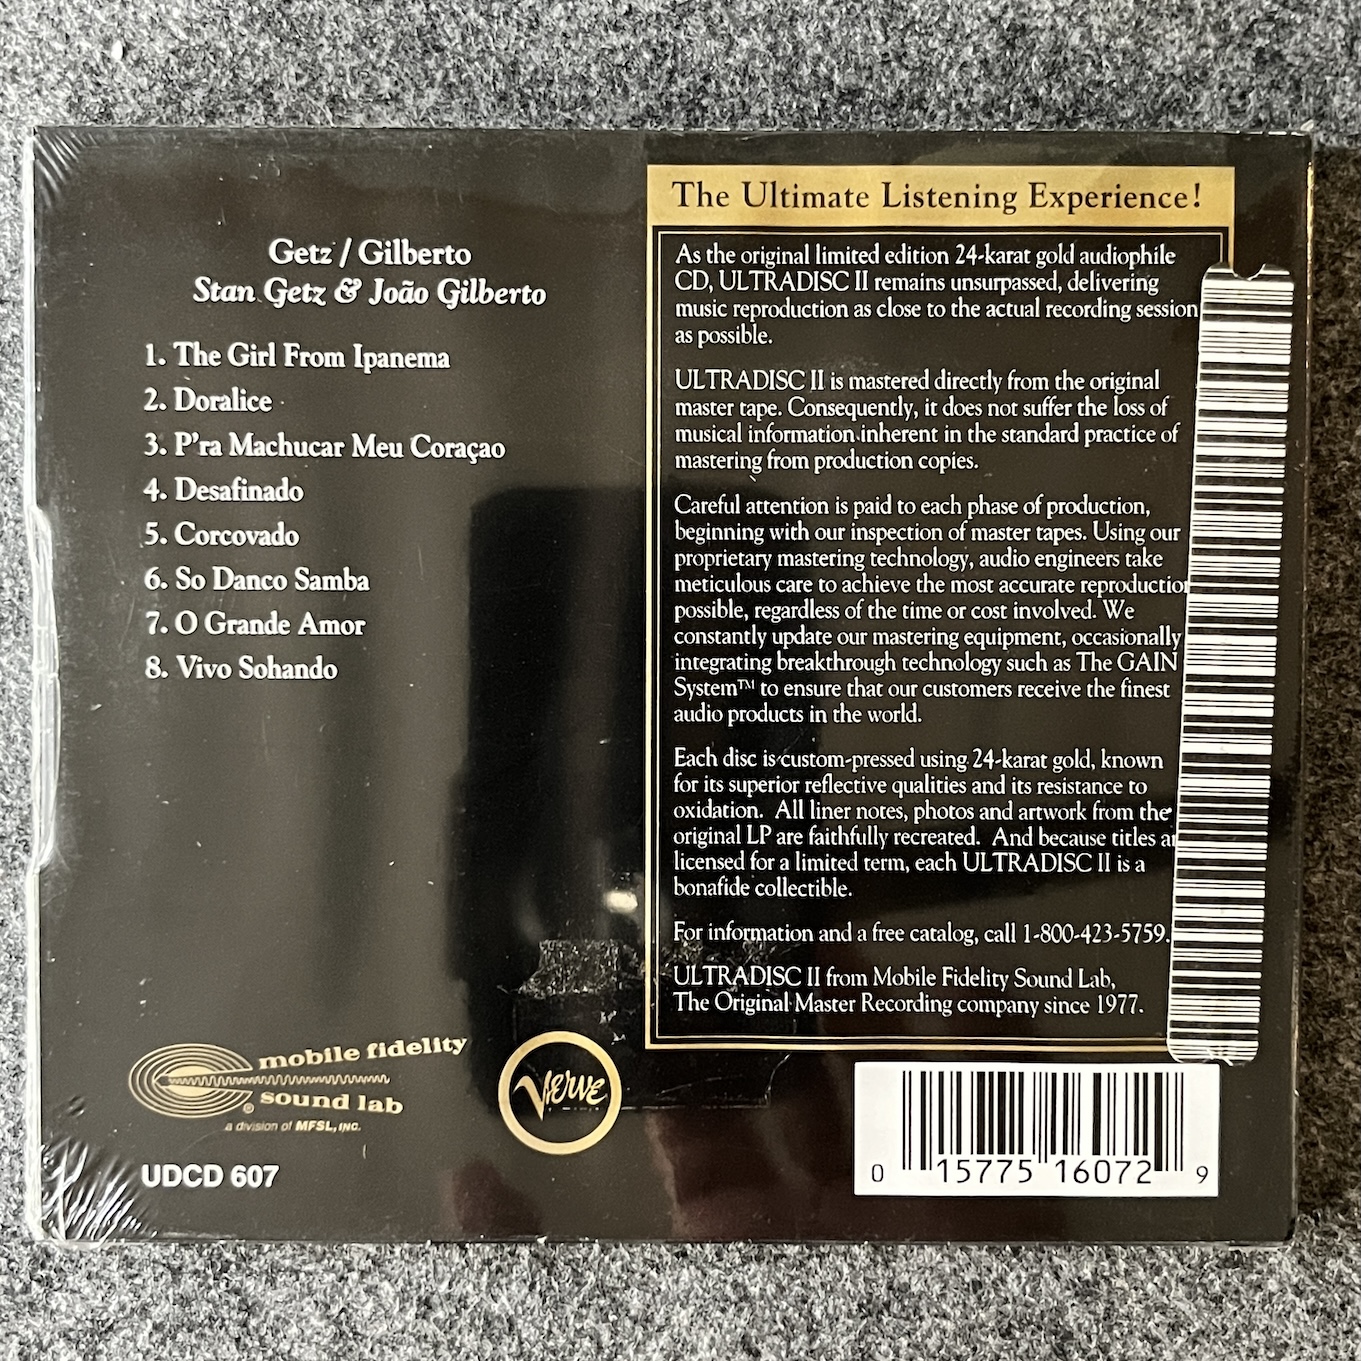 Getz / Gilberto
Stan Getz & João Gilberto
1. The Girl From Ipanema
2. Doralice
3. P'ra Machucar Meu Coraçao
4. Desafinado
5. Corcovado
6. So Danco Samba
7. O Grande Amor
8. Vivo Sohando
mobile fidelity
sound lab
®
a division of MFSL, INC.
UDCD 607
Verve
The Ultimate Listening Experience!
As the original limited edition 24-karat gold audiophile
CD, ULTRADISC II remains unsurpassed, delivering
music reproduction as close to the actual recording session
as possible.
ULTRADISC II is mastered directly from the original
master tape. Consequently, it does not suffer the loss of
musical information inherent in the standard practice of
mastering from production copies.
Careful attention is paid to each phase of production,
beginning with our inspection of master tapes. Using our
proprietary mastering technology, audio engineers take
meticulous care to achieve the most accurate reproduction
possible, regardless of the time or cost involved. We
constantly update our mastering equipment, occasionally
integrating breakthrough technology such as The GAIN
System™ to ensure that our customers receive the finest
audio products in the world.
Each disc is custom-pressed using 24-karat gold, known
for its superior reflective qualities and its resistance to
oxidation. All liner notes, photos and artwork from the
original LP are faithfully recreated. And because titles
licensed for a limited term, each ULTRADISC II is a
bonafide collectible.
For information and a free catalog, call 1-800-423-5759.
ULTRADISC II from Mobile Fidelity Sound Lab,
The Original Master Recording company since 1977.
0 15775 16072 9